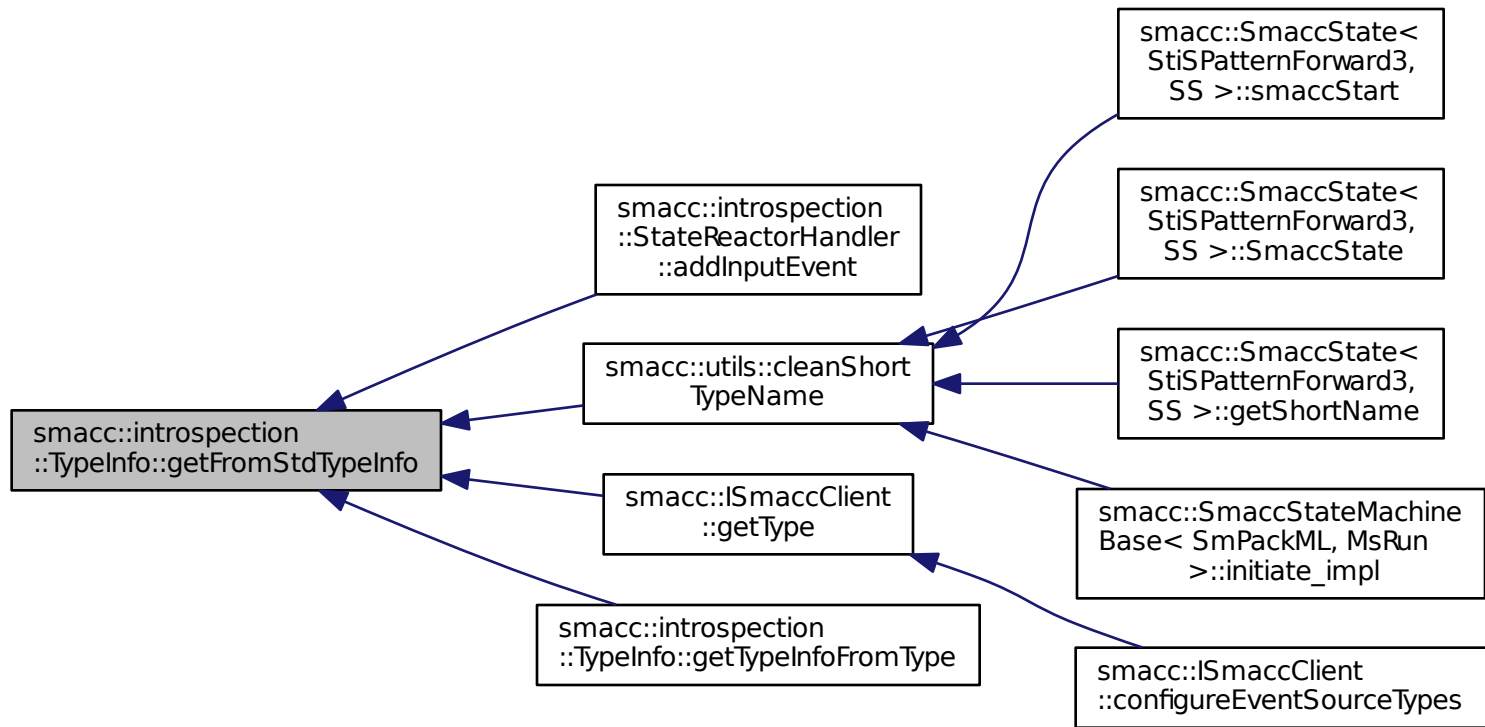 smacc::introspection
::TypeInfo::getFromStdTypeInfo
smacc::introspection
::StateReactorHandler
::addInputEvent
smacc::utils::cleanShort
TypeName
smacc::ISmaccClient
::getType
smacc::introspection
::TypeInfo::getTypeInfoFromType
smacc::SmaccState<
StiSPatternForward3,
SS >::smaccStart
smacc::SmaccState<
StiSPatternForward3,
SS >::SmaccState
smacc::SmaccState<
StiSPatternForward3,
SS >::getShortName
smacc::SmaccStateMachine
Base< SmPackML, MsRun
>::initiate_impl
smacc::ISmaccClient
::configureEventSourceTypes